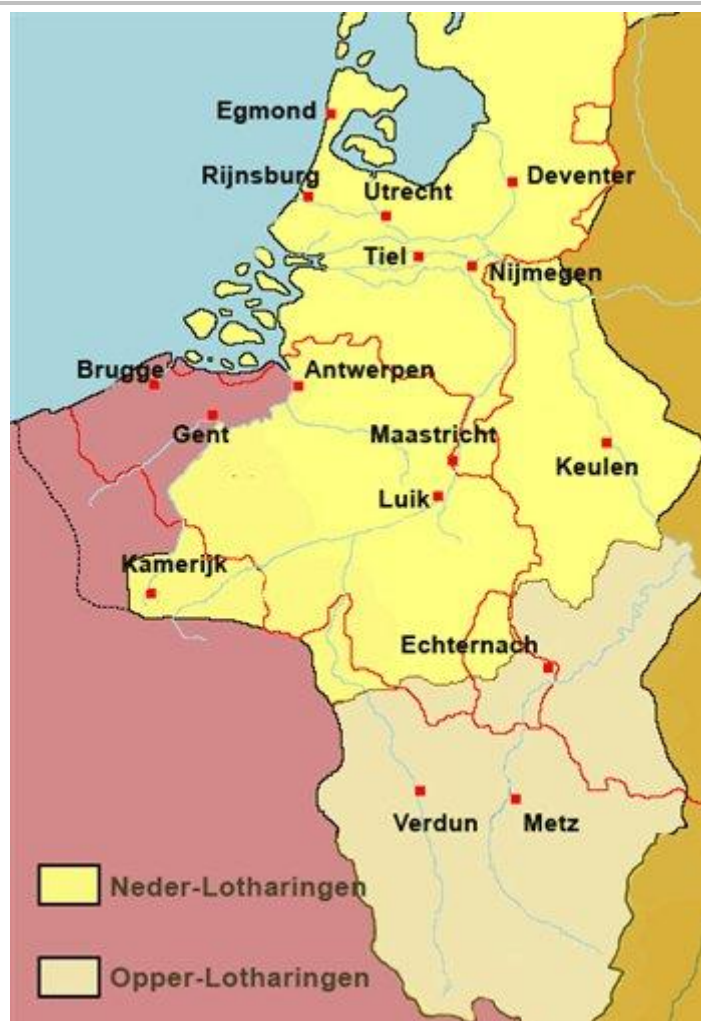 Egmond
Rijnsburg
Utrecht
Deventer
Tiel
Nijmegen
Brugge
Antwerpen
Gent
Maastricht
Keulen
Luik
Kamerijk
Echternach
Verdun
Metz
Neder-Lotharingen
Opper-Lotharingen